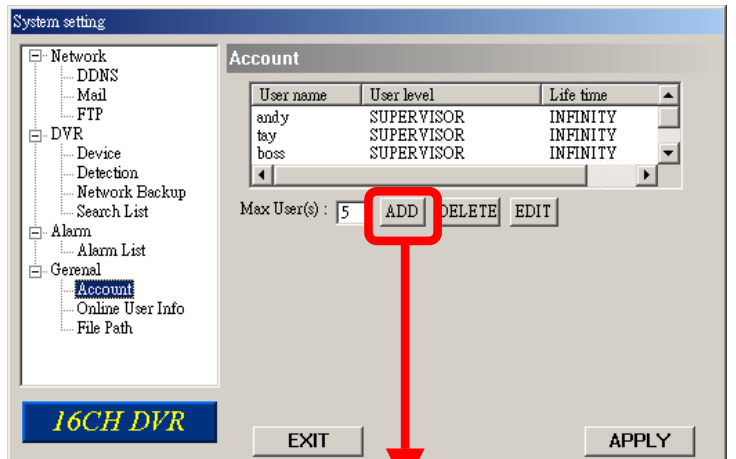 System setting
Network
DDNS
Mail
FTP
DVR
Device
Detection
Network Backup
Search List
Alarm
Alarm List
Gerenal
Account
Online User Info
File Path
16CH DVR
Account
User name User level Life time
andy SUPERVISOR INFINITY
tay SUPERVISOR INFINITY
boss SUPERVISOR INFINITY
Max User(s) : 5 ADD DELETE EDIT
EXIT APPLY